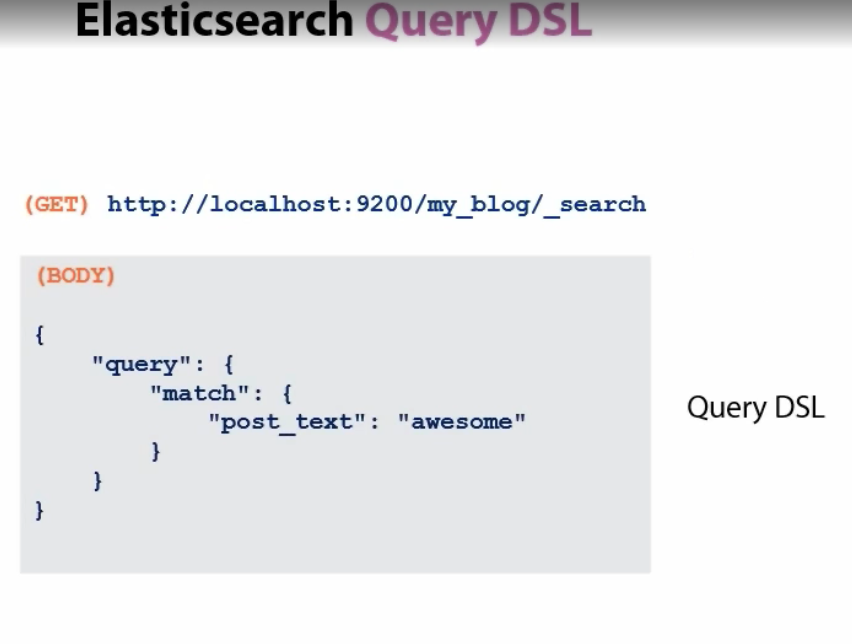 Elasticsearch Query DSL
(GET) http://localhost:9200/my_blog/_search
(BODY)
{
"query": {
"match": {
"post_text": "awesome"
}
}
}
Query DSL